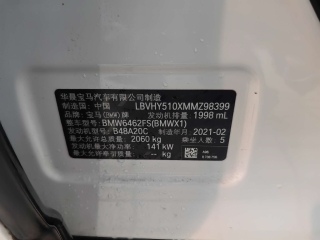 华晨宝马汽车有限公司制造
制造国: 中国 LBVHY510XMMZ98399
品牌: 宝马(BMW)牌 发动机排量 1998 mL
整车型号: BMW6462FS(BMWX1)
发动机型号: B48A20C 制造年月 2021-02
最大允许总质量: 2060 kg 乘坐人数 5
发动机最大净功率: 141 kW